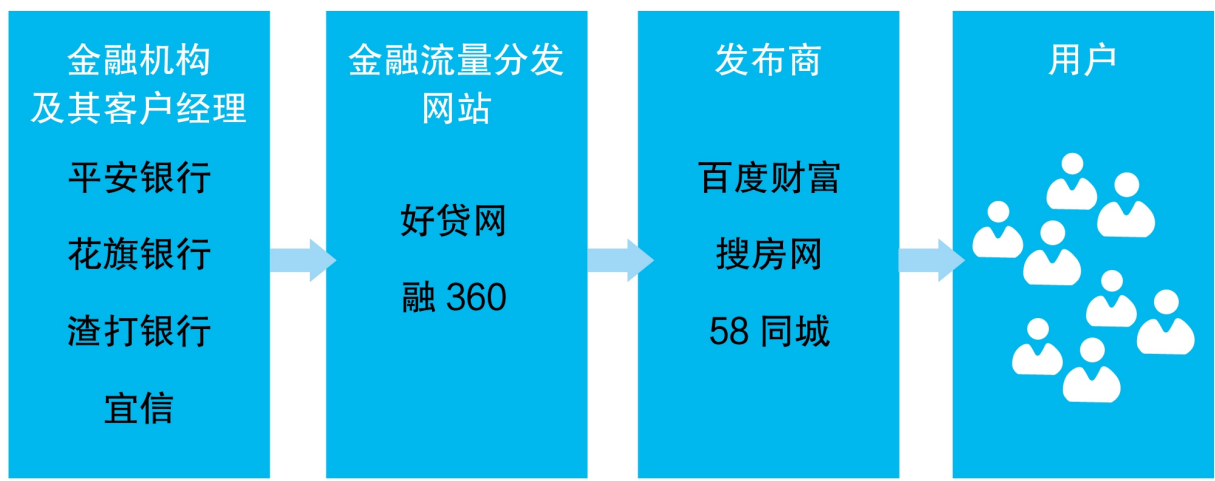 金融机构
及其客户经理
平安银行
花旗银行
渣打银行
宜信
金融流量分发
网站
好贷网
融 360
发布商
百度财富
搜房网
58 同城
用户